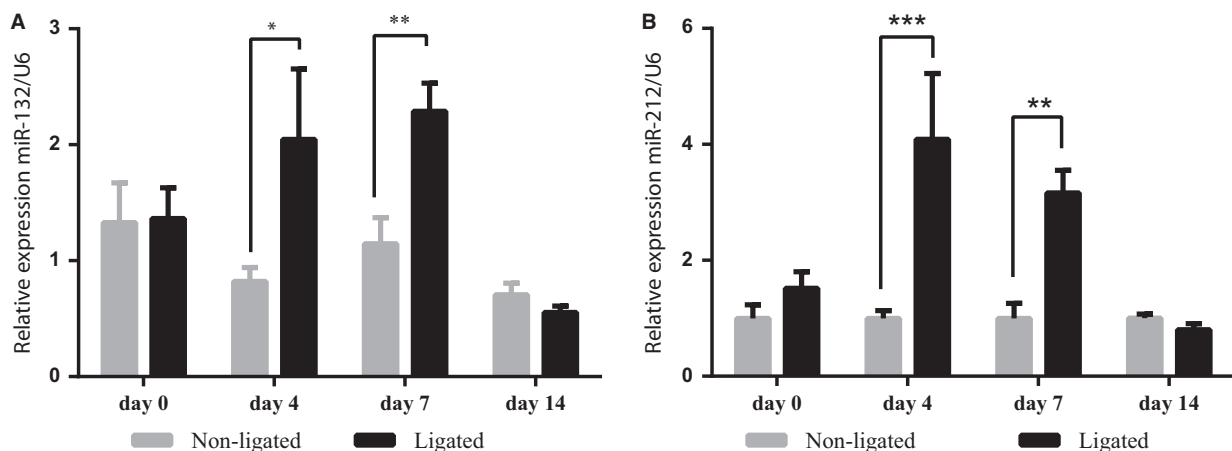 A
Relative expression miR-132/U6
3
2
1
0
*
**
day 0 day 4 day 7 day 14
Non-ligated Ligated
B
Relative expression miR-212/U6
6
4
2
0
***
**
day 0 day 4 day 7 day 14
Non-ligated Ligated